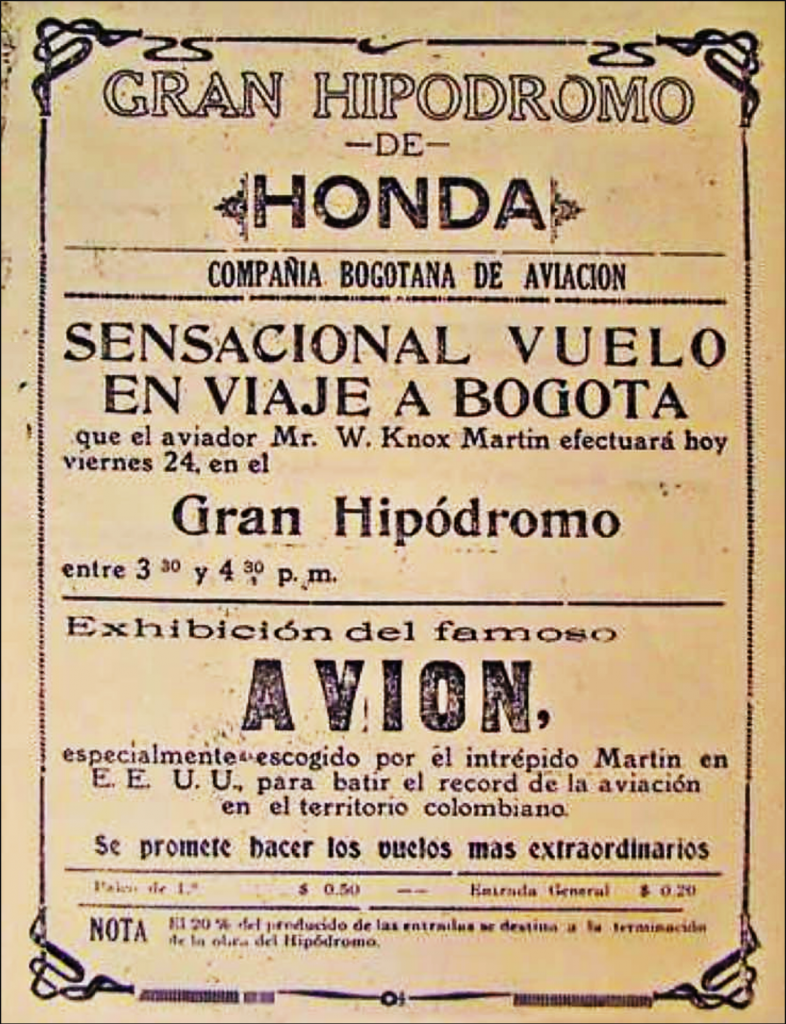 GRAN HIPODROMO
—DE—
HONDA
COMPAÑIA BOGOTANA DE AVIACION
SENSACIONAL VUELO
EN VIAJE A BOGOTA
que el aviador Mr. W. Knox Martin efectuará hoy
viernes 24, en el
Gran Hipódromo
entre 3 30 y 4 30 p. m.
Exhibición del famoso
AVION,
especialmente escogido por el intrépido Martin en
E. E. U. U., para batir el record de la aviación
en el territorio colombiano.
Se promete hacer los vuelos mas extraordinarios
Palco de 1.ª $ 0.50 —— Entrada General $ 0.20
NOTA El 20 % del producido de las entradas se destina a la terminación
de la obra del Hipódromo.